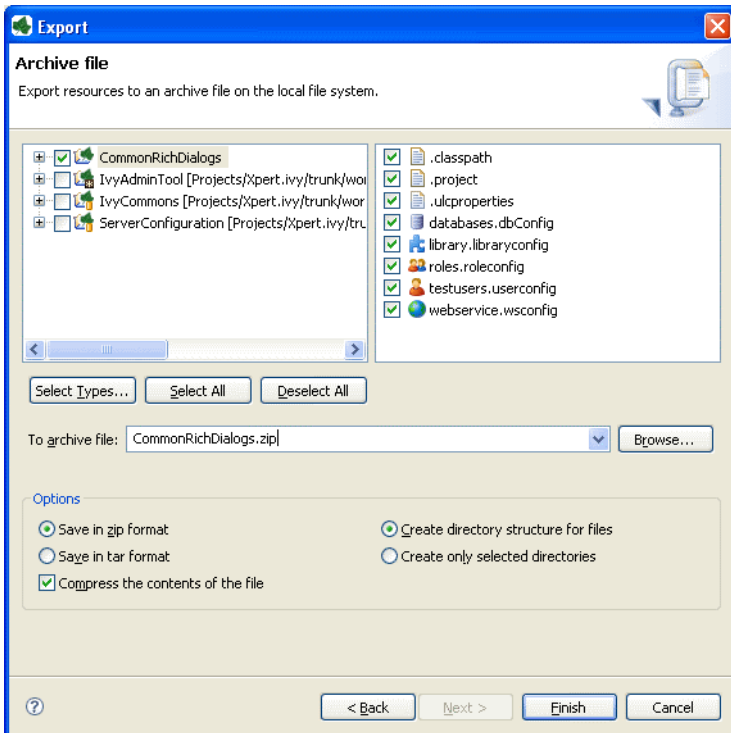 Export
Archive file
Export resources to an archive file on the local file system.
CommonRichDialogs
IvyAdminTool [Projects/Xpert.ivy/trunk/wor
IvyCommons [Projects/Xpert.ivy/trunk/wor
ServerConfiguration [Projects/Xpert.ivy/tru
.classpath
.project
.ulcproperties
databases.dbConfig
library.libraryconfig
roles.roleconfig
testusers.userconfig
webservice.wsconfig
Select Types... Select All Deselect All
To archive file: CommonRichDialogs.zip Browse...
Options
Save in zip format Create directory structure for files
Save in tar format Create only selected directories
Compress the contents of the file
? < Back Next > Finish Cancel